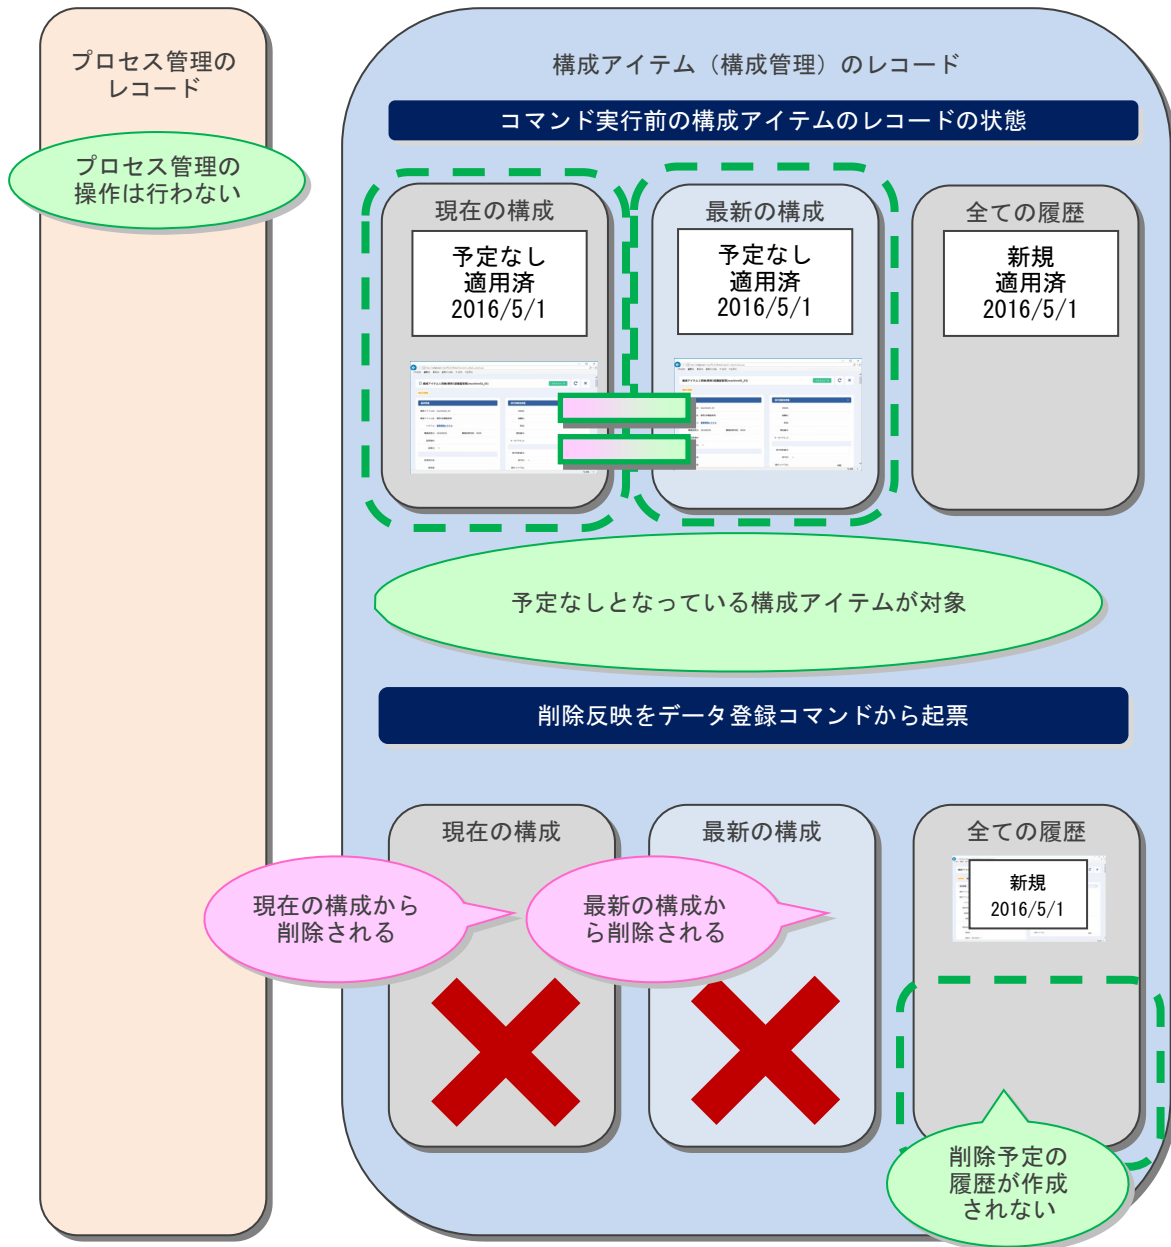 プロセス管理の
レコード
プロセス管理の
操作は行わない
構成アイテム（構成管理）のレコード
コマンド実行前の構成アイテムのレコードの状態
現在の構成
予定なし
適用済
2016/5/1
最新の構成
予定なし
適用済
2016/5/1
全ての履歴
新規
適用済
2016/5/1
予定なしとなっている構成アイテムが対象
削除反映をデータ登録コマンドから起票
現在の構成
現在の構成から
削除される
最新の構成
最新の構成か
ら削除される
全ての履歴
新規
2016/5/1
削除予定の
履歴が作成
されない